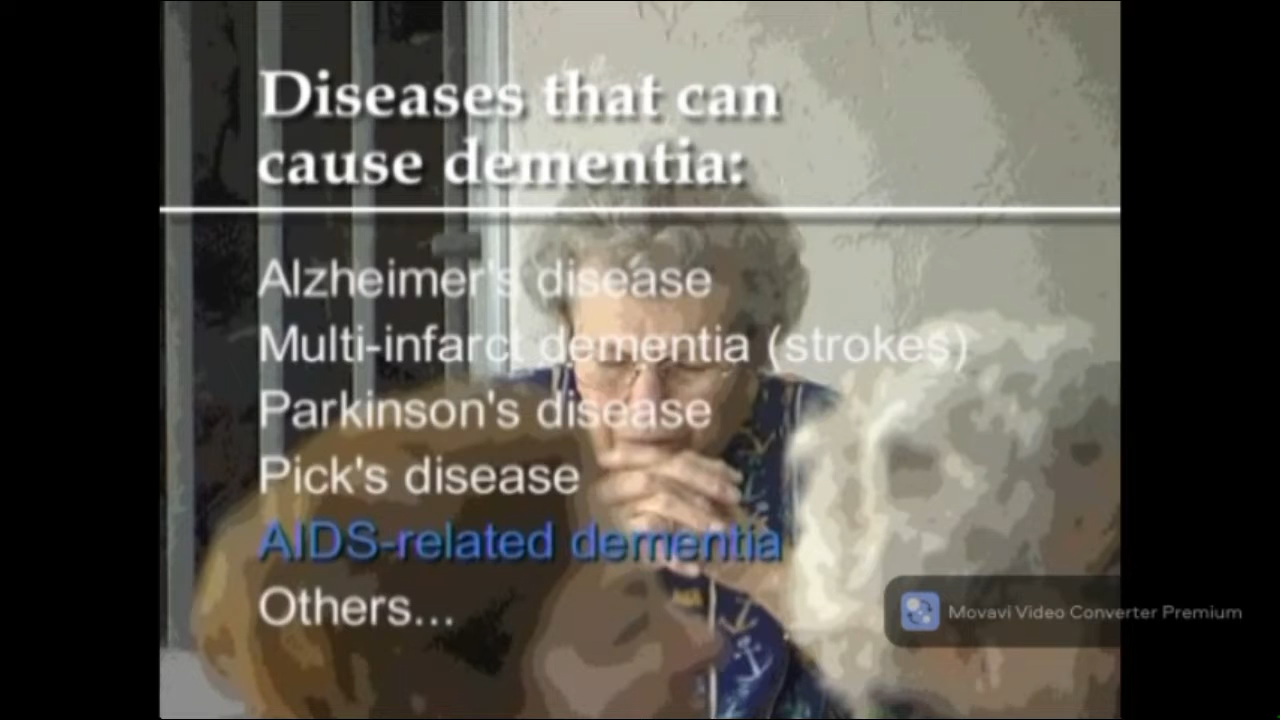 Diseases that can
cause dementia:
Alzheimer's disease
Multi-infarct dementia (strokes)
Parkinson's disease
Pick's disease
AIDS-related dementia
Others...
Movavi Video Converter Premium